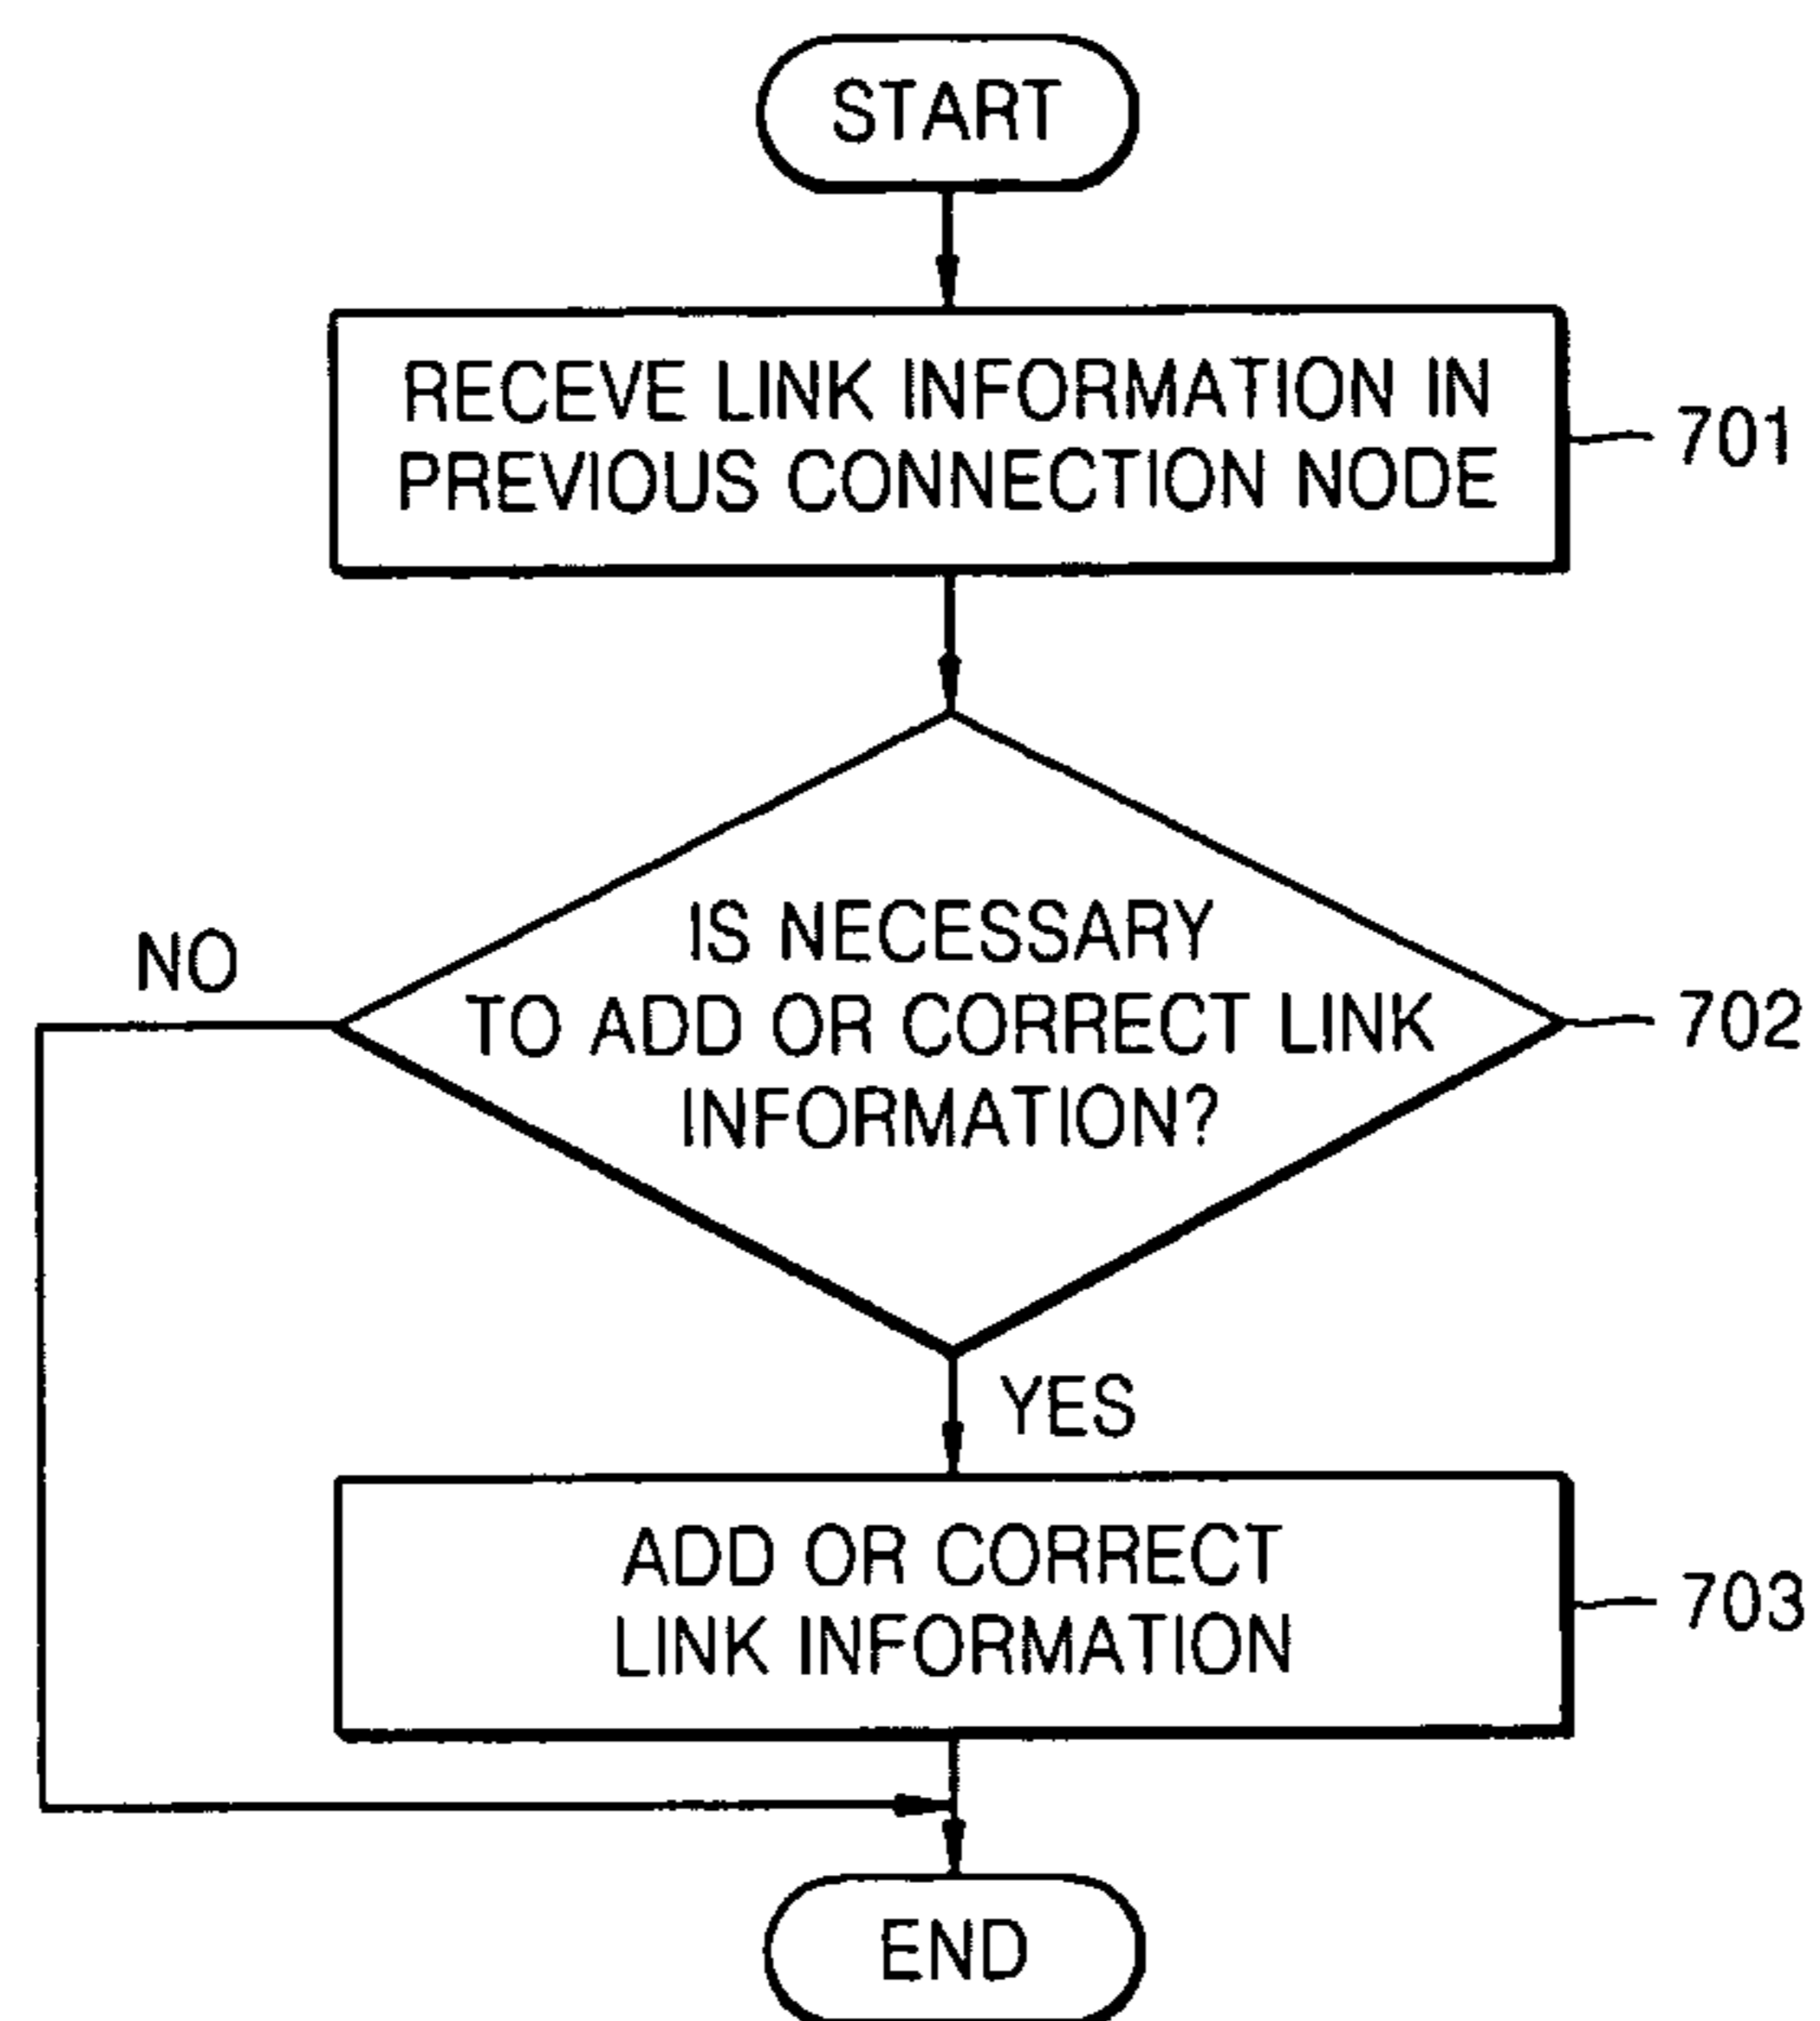 START
RECEVE LINK INFORMATION IN
PREVIOUS CONNECTION NODE
701
IS NECESSARY
TO ADD OR CORRECT LINK
INFORMATION?
702
NO
YES
ADD OR CORRECT
LINK INFORMATION
703
END